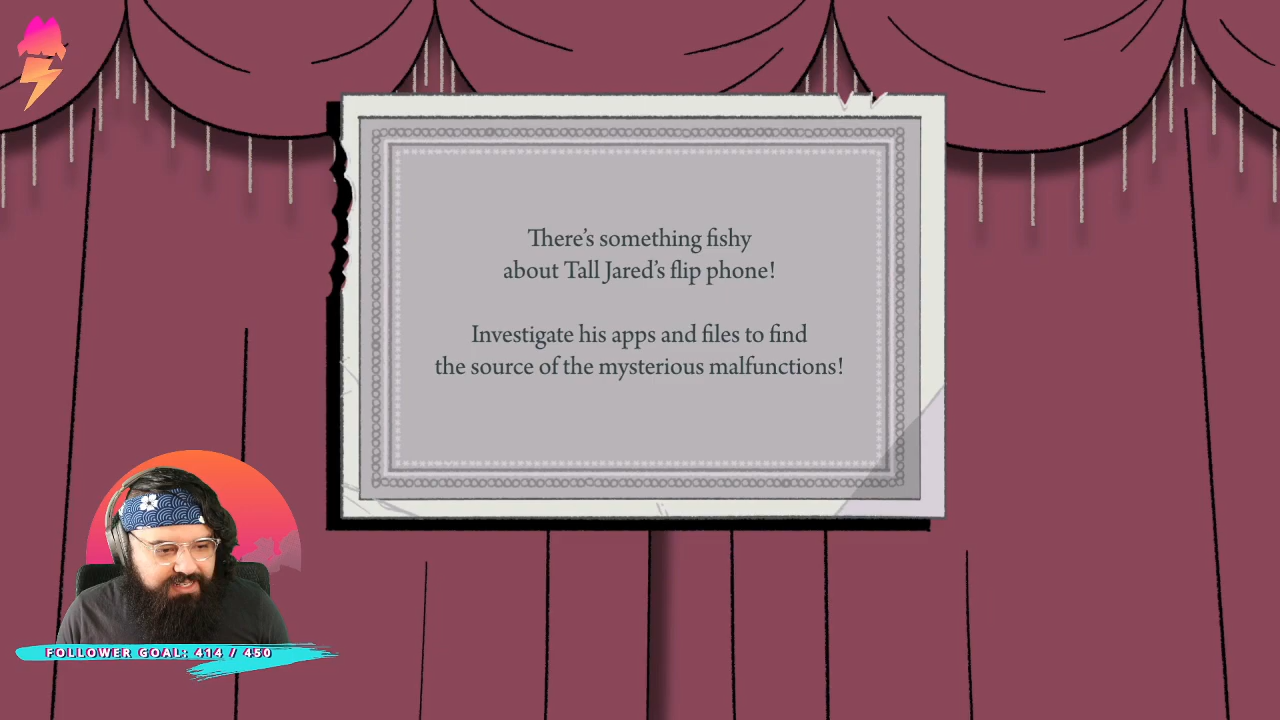 There's something fishy
about Tall Jared's flip phone!
Investigate his apps and files to find
the source of the mysterious malfunctions!
FOLLOWER GOAL: 414 / 450